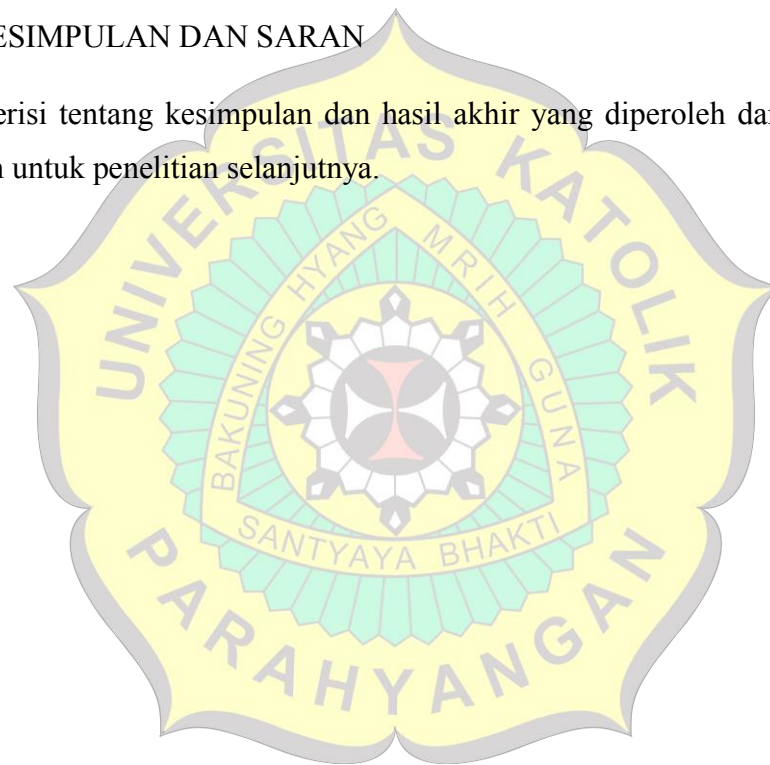 ESIMPULAN DAN SARAN
erisi tentang kesimpulan dan hasil akhir yang diperoleh dar
untuk penelitian selanjutnya.
UNIVERSITAS KATOLIK
BAKUNING HYANG MRIH GUNA
SANTYAYA BHAKTI
PARAHYANGAN